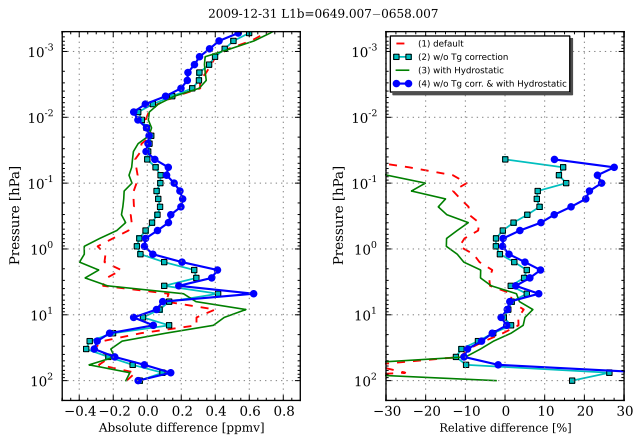 2009-12-31 L1b=0649.007−0658.007
10⁻³
10⁻²
10⁻¹
10⁰
10¹
10²
Pressure [hPa]
−0.4 −0.2 0.0 0.2 0.4 0.6 0.8
Absolute difference [ppmv]
(1) default
(2) w/o Tg correction
(3) with Hydrostatic
(4) w/o Tg corr. & with Hydrostatic
10⁻³
10⁻²
10⁻¹
10⁰
10¹
10²
Pressure [hPa]
−30 −20 −10 0 10 20 30
Relative difference [%]